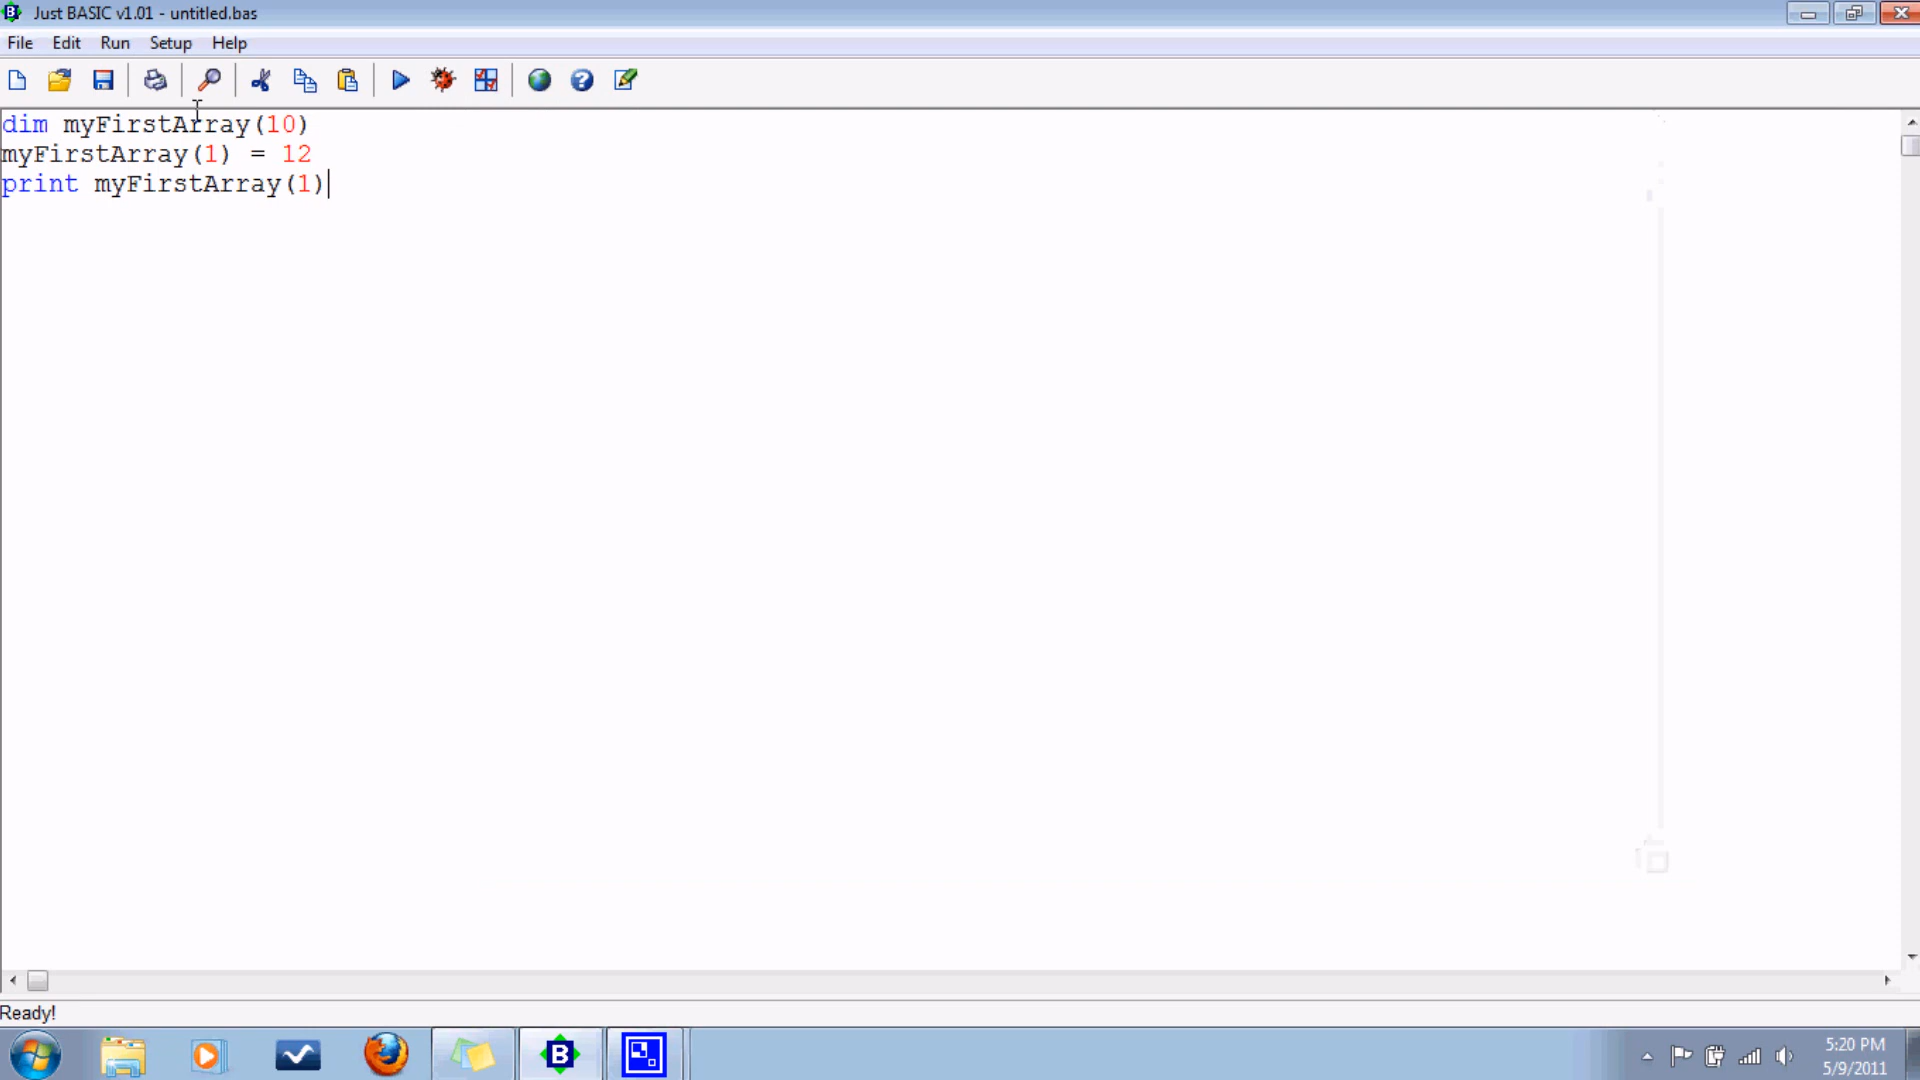 Just BASIC v1.01 - untitled.bas
File Edit Run Setup Help
dim myFirstArray(10)
myFirstArray(1) = 12
print myFirstArray(1)
Ready!
5:20 PM
5/9/2011